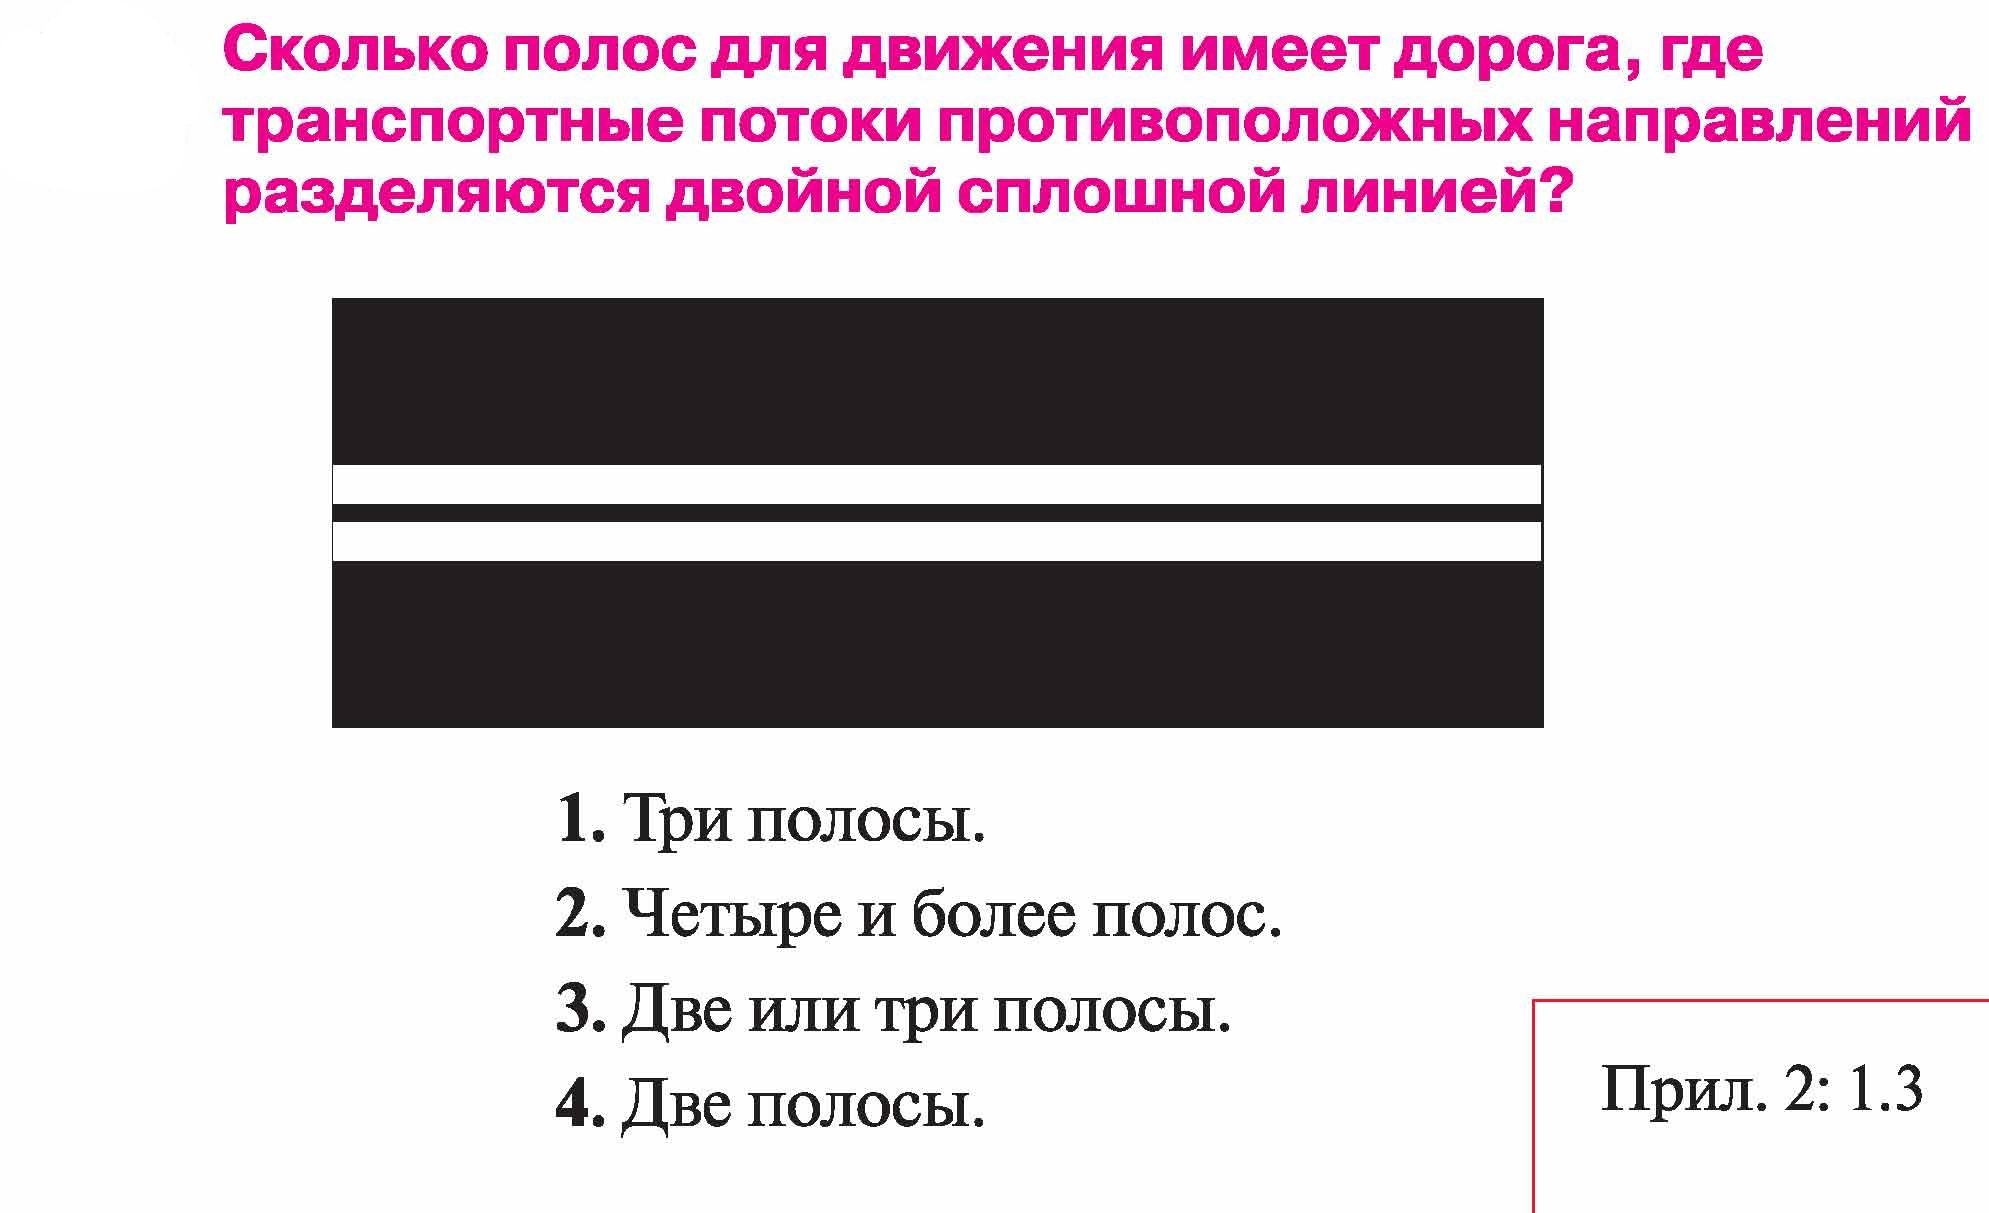 Сколько полос для движения имеет дорога, где
транспортные потоки противоположных направлений
разделяются двойной сплошной линией?
1. Три полосы.
2. Четыре и более полос.
3. Две или три полосы.
4. Две полосы.
Прил. 2: 1.3